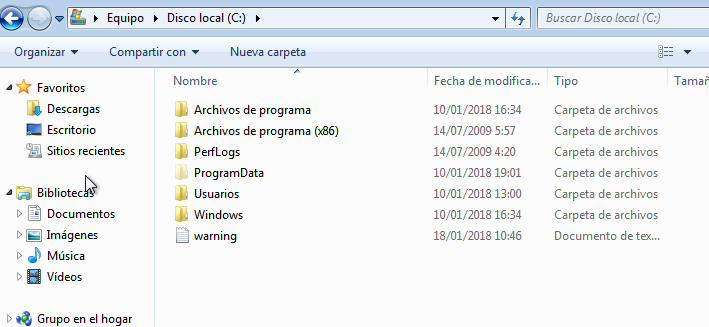 Equipo ▸ Disco local (C:) ▸
Buscar Disco local (C:)
Organizar Compartir con Nueva carpeta
Favoritos
Descargas
Escritorio
Sitios recientes
Bibliotecas
Documentos
Imágenes
Música
Vídeos
Grupo en el hogar
Nombre Fecha de modifica... Tipo Tamañ
Archivos de programa 10/01/2018 16:34 Carpeta de archivos
Archivos de programa (x86) 14/07/2009 5:57 Carpeta de archivos
PerfLogs 14/07/2009 4:20 Carpeta de archivos
ProgramData 10/01/2018 19:01 Carpeta de archivos
Usuarios 10/01/2018 13:00 Carpeta de archivos
Windows 10/01/2018 16:34 Carpeta de archivos
warning 18/01/2018 10:46 Documento de tex...